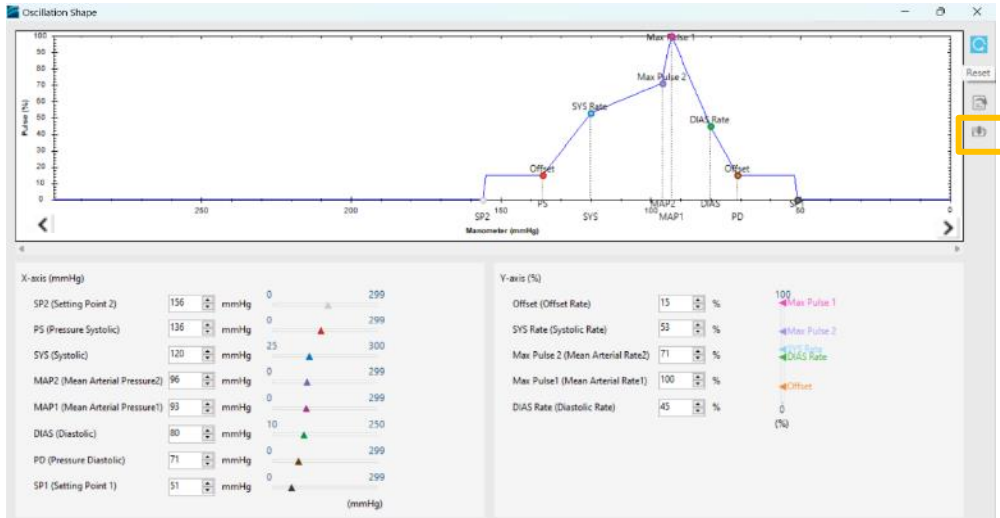 Oscillation Shape
Reset
Pulse (%)
100
90
80
70
60
50
40
30
20
10
0
Max Pulse 1
Max Pulse 2
SYS Rate
DIAS Rate
Offset
Offset
250
200
150
100
50
0
SP2
PS
SYS
MAP2
MAP1
DIAS
PD
SP1
Manometer (mmHg)
X-axis (mmHg)
SP2 (Setting Point 2) 156 mmHg 0 299
PS (Pressure Systolic) 136 mmHg 0 299
SYS (Systolic) 120 mmHg 25 300
MAP2 (Mean Arterial Pressure2) 96 mmHg 0 299
MAP1 (Mean Arterial Pressure1) 93 mmHg 0 299
DIAS (Diastolic) 80 mmHg 10 250
PD (Pressure Diastolic) 71 mmHg 0 299
SP1 (Setting Point 1) 51 mmHg 0 299
(mmHg)
Y-axis (%)
Offset (Offset Rate) 15 %
SYS Rate (Systolic Rate) 53 %
Max Pulse 2 (Mean Arterial Rate2) 71 %
Max Pulse1 (Mean Arterial Rate1) 100 %
DIAS Rate (Diastolic Rate) 45 %
100
Max Pulse 1
Max Pulse 2
SYS Rate
DIAS Rate
Offset
0
(%)